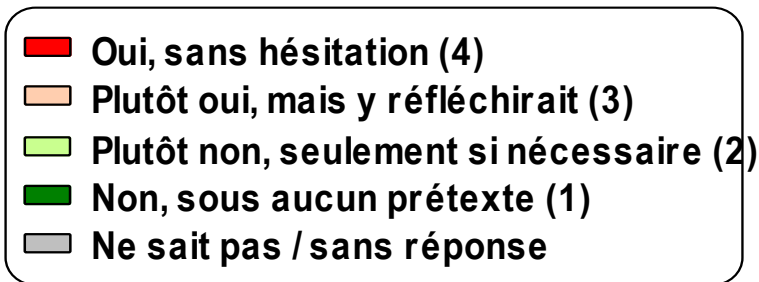 Oui, sans hésitation (4)
Plutôt oui, mais y réfléchirait (3)
Plutôt non, seulement si nécessaire (2)
Non, sous aucun prétexte (1)
Ne sait pas / sans réponse